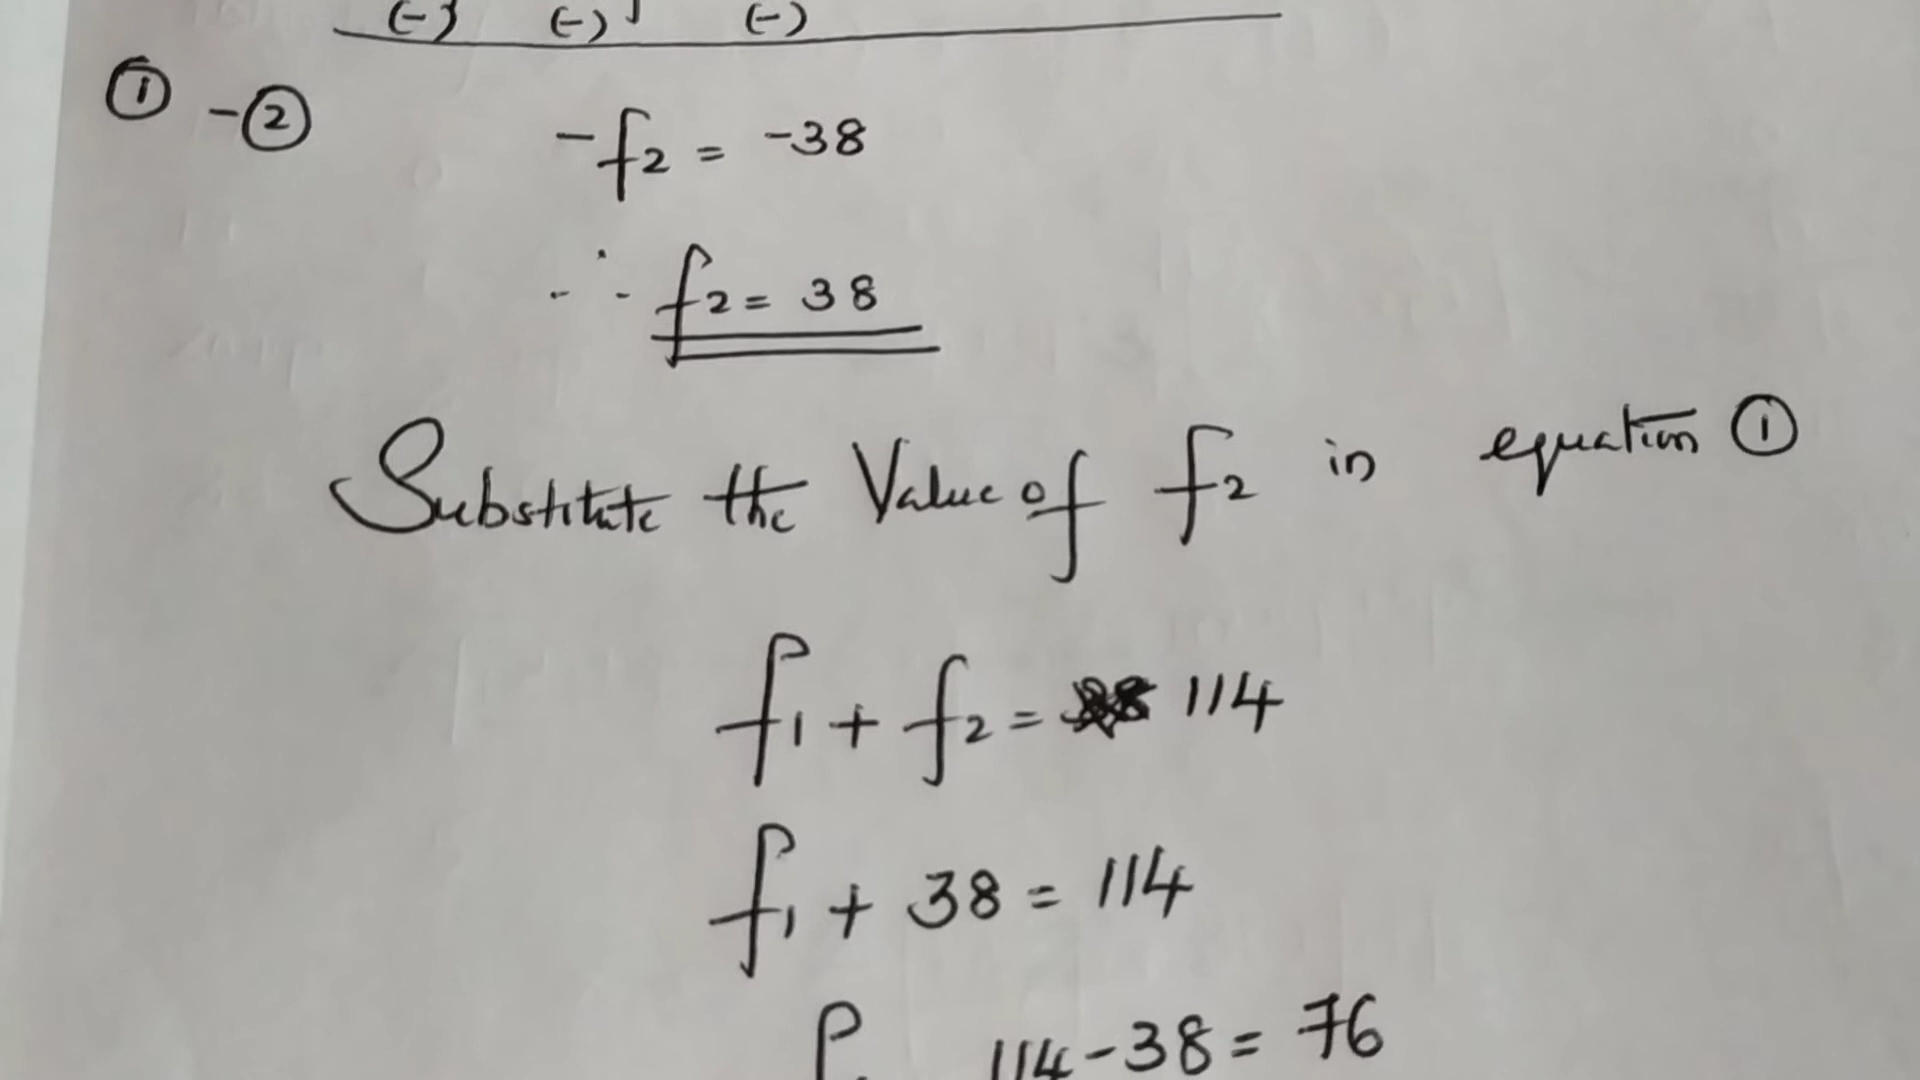 (-) (-) (-)
① - ②
-f2 = -38
∴ f2 = 38
Substitute the Value of f2 in equation ①
f1 + f2 = 114
f1 + 38 = 114
114 - 38 = 76